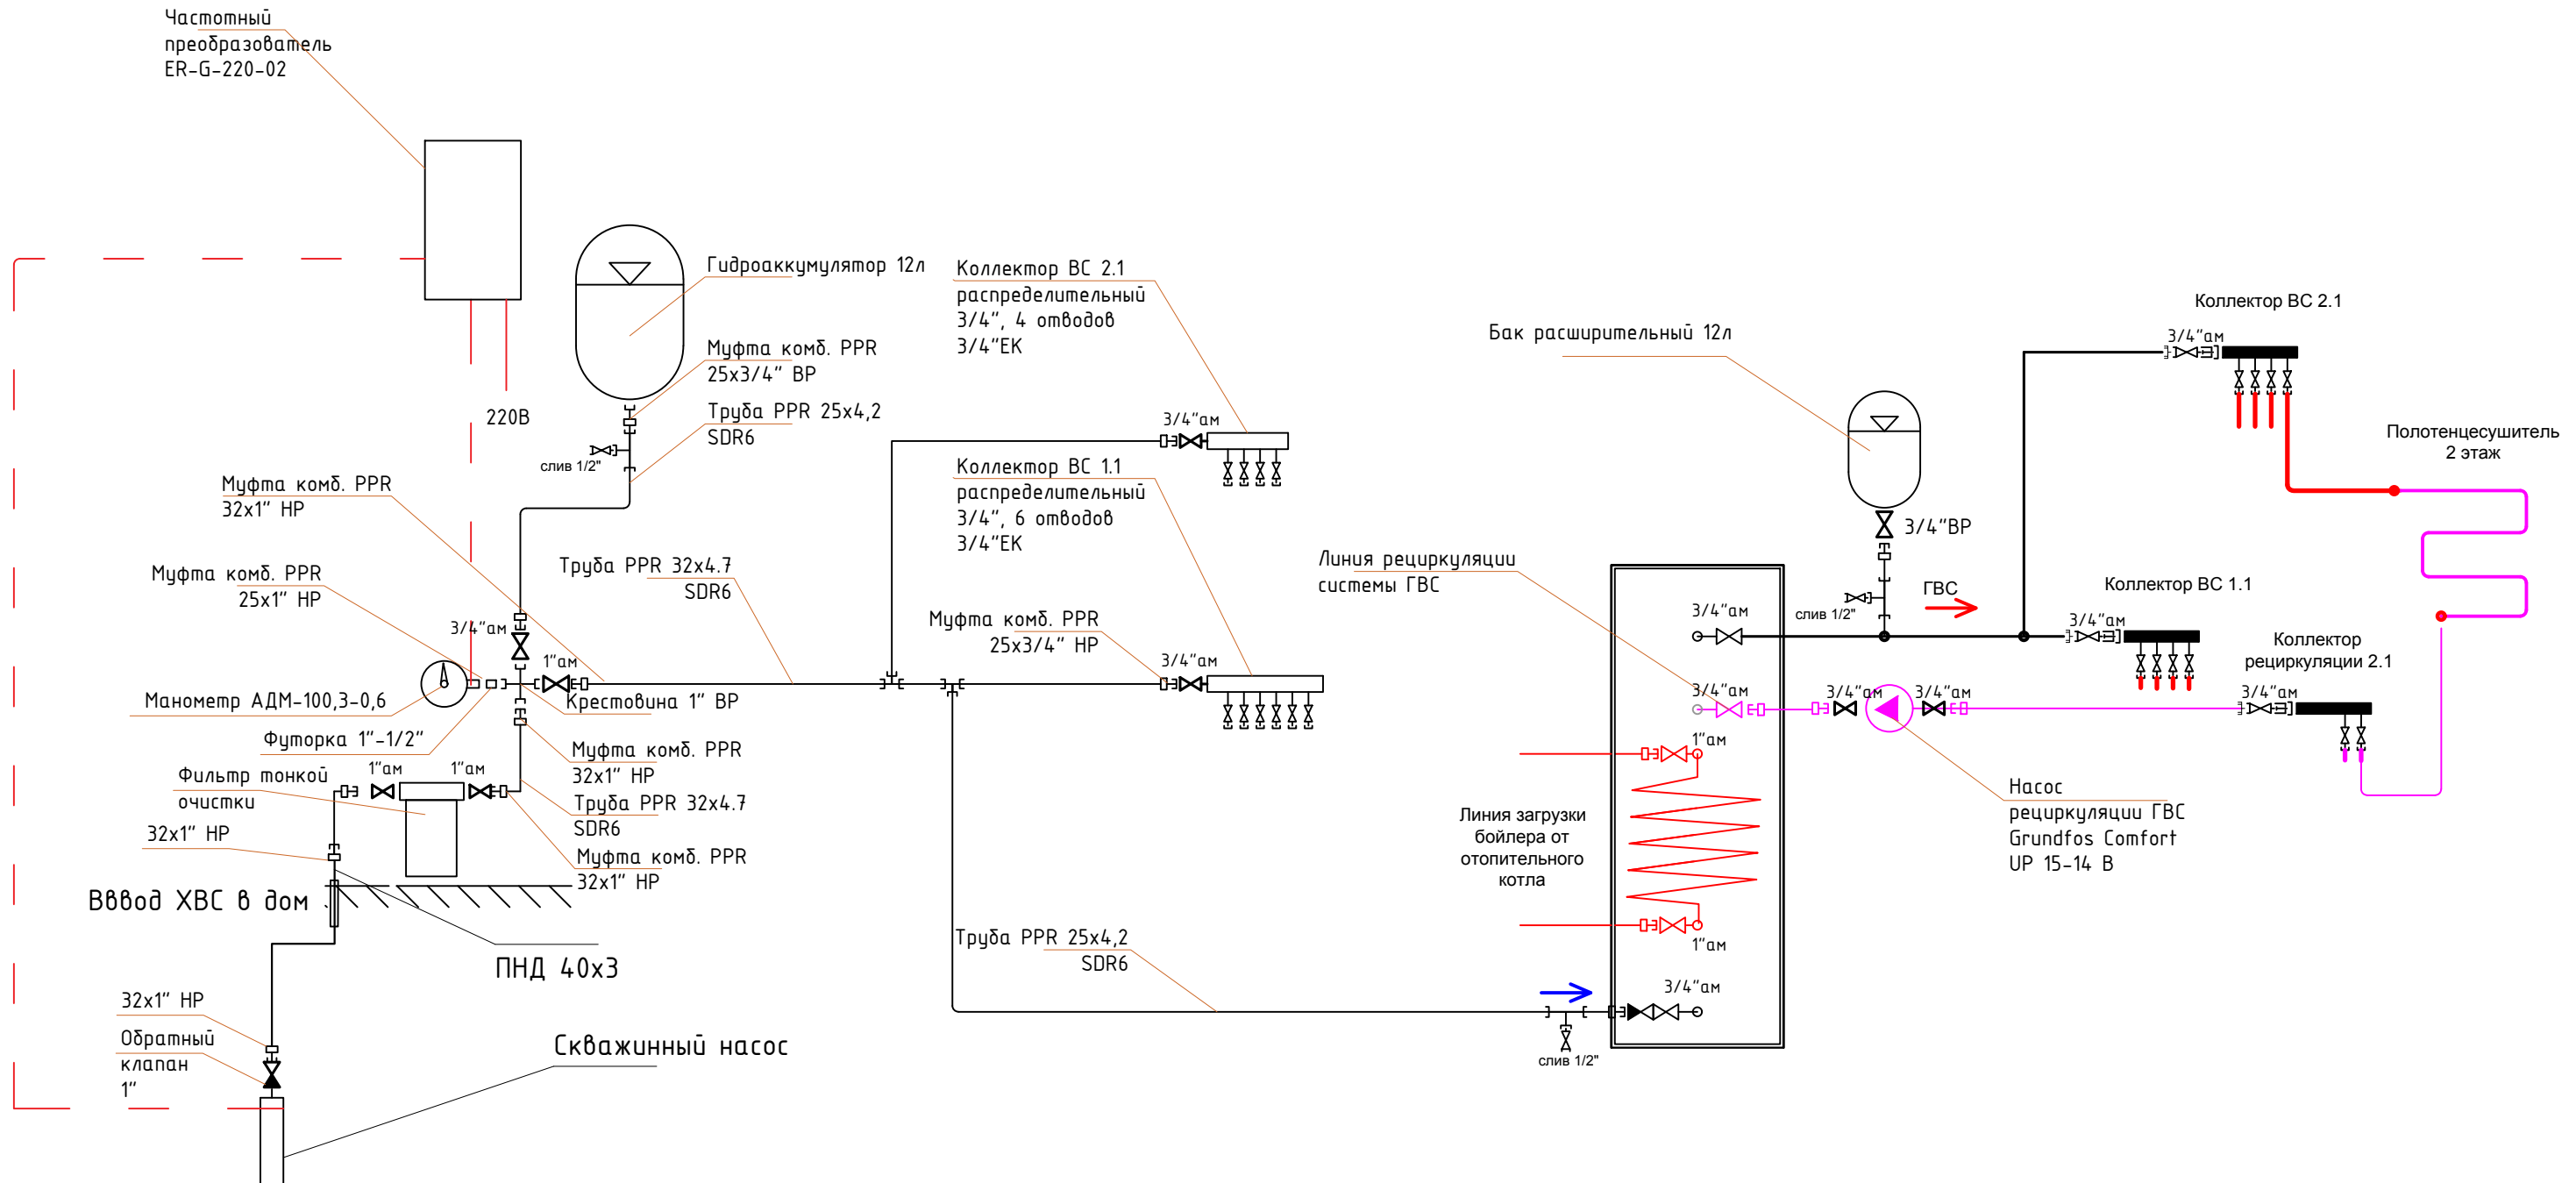 Частотный
преобразователь
ER-G-220-02
220В
Гидроаккумулятор 12л
Муфта комб. PPR
25х3/4" ВР
Труба PPR 25х4,2
SDR6
слив 1/2"
Муфта комб. PPR
32х1" НР
Муфта комб. PPR
25х1" НР
3/4"ам
1"ам
Манометр АДМ-100,3-0,6
Футорка 1"-1/2"
Крестовина 1" ВР
Труба PPR 32х4.7
SDR6
Фильтр тонкой
очистки
1"ам
1"ам
Муфта комб. PPR
32х1" НР
Труба PPR 32х4.7
SDR6
Муфта комб. PPR
32х1" НР
32х1" НР
Вввод ХВС в дом
ПНД 40х3
32х1" НР
Обратный
клапан
1"
Скважинный насос
Коллектор ВС 2.1
распределительный
3/4", 4 отводов
3/4"ЕК
3/4"ам
Коллектор ВС 1.1
распределительный
3/4", 6 отводов
3/4"ЕК
Муфта комб. PPR
25х3/4" НР
3/4"ам
Труба PPR 25х4,2
SDR6
слив 1/2"
Бак расширительный 12л
3/4"ВР
слив 1/2"
ГВС
Линия рециркуляции
системы ГВС
3/4"ам
3/4"ам
1"ам
Линия загрузки
бойлера от
отопительного
котла
1"ам
3/4"ам
3/4"ам
3/4"ам
Насос
рециркуляции ГВС
Grundfos Comfort
UP 15-14 B
Коллектор ВС 2.1
3/4"ам
Полотенцесушитель
2 этаж
Коллектор ВС 1.1
3/4"ам
Коллектор
рециркуляции 2.1
3/4"ам